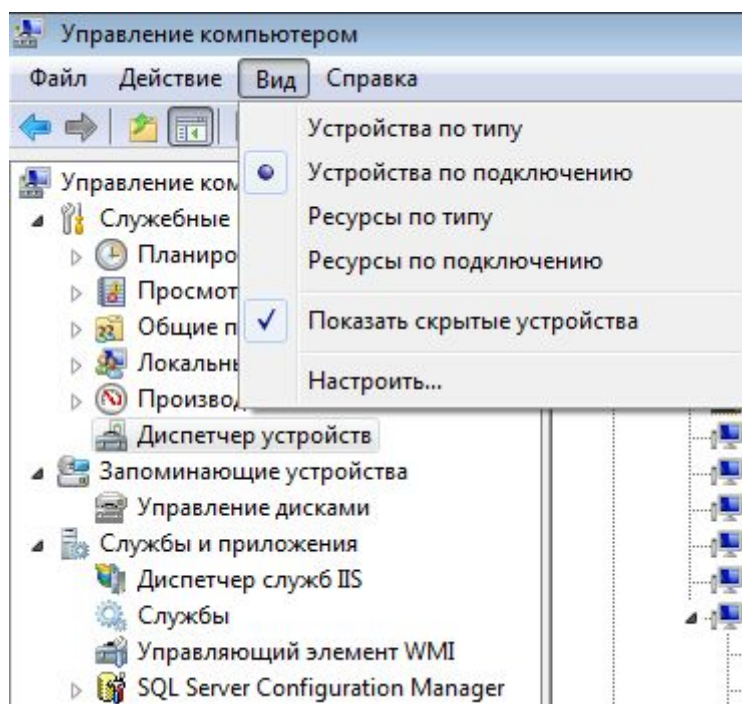 Управление компьютером
Файл Действие Вид Справка
Устройства по типу
Устройства по подключению
Ресурсы по типу
Ресурсы по подключению
Показать скрытые устройства
Настроить...
Управление ком
Служебные
Планиро
Просмот
Общие п
Локальны
Производ
Диспетчер устройств
Запоминающие устройства
Управление дисками
Службы и приложения
Диспетчер служб IIS
Службы
Управляющий элемент WMI
SQL Server Configuration Manager